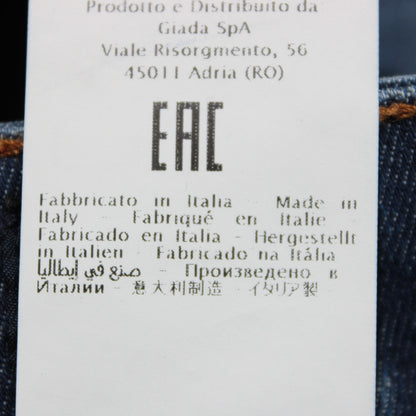 Prodotto e Distribuito da
Giada SpA
Viale Risorgmento, 56
45011 Adria (RO)
EAC
Fabbricato in Italia - Made in
Italy - Fabriqué en Italie -
Fabricado en Italia - Hergestellt
in Italien - Fabricado na Itália
صنع في إيطاليا - Произведено в
Италии - 意大利制造 - イタリア製